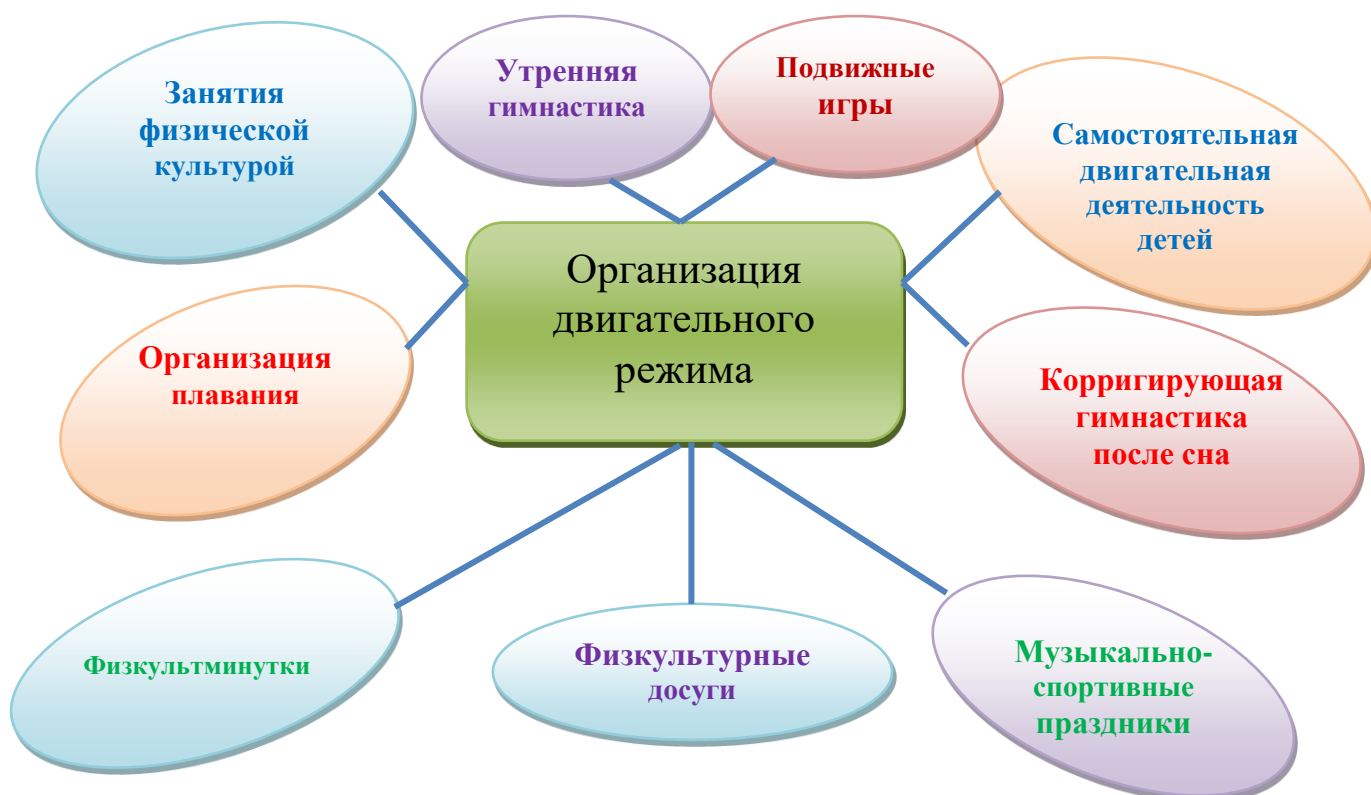 Занятия
физической
культурой
Утренняя
гимнастика
Подвижные
игры
Самостоятельная
двигательная
деятельность
детей
Организация
двигательного
режима
Организация
плавания
Корригирующая
гимнастика
после сна
Физкультминутки
Физкультурные
досуги
Музыкально-
спортивные
праздники